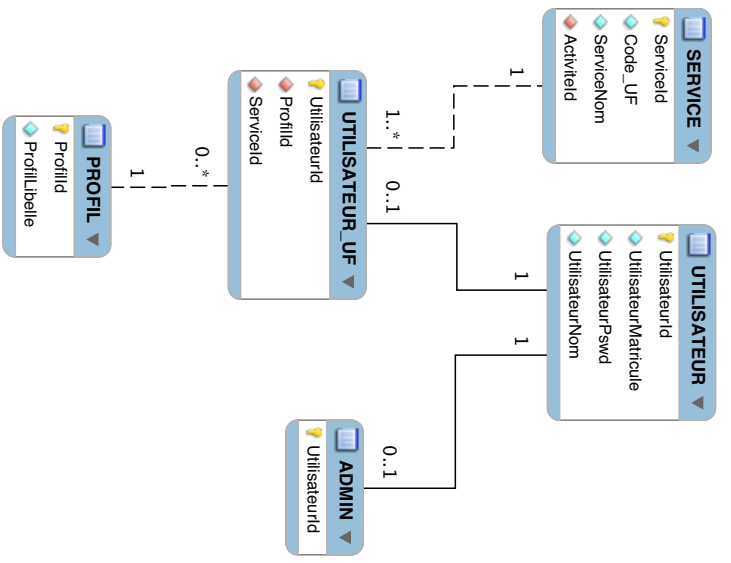 SERVICE
ServiceId
Code_UF
ServiceNom
ActiviteId
1
1..*
UTILISATEUR
UtilisateurId
UtilisateurMatricule
UtilisateurPswd
UtilisateurNom
1
1
0..1
0..1
UTILISATEUR_UF
UtilisateurId
ProfilId
ServiceId
ADMIN
UtilisateurId
0..*
1
PROFIL
ProfilId
ProfilLibelle